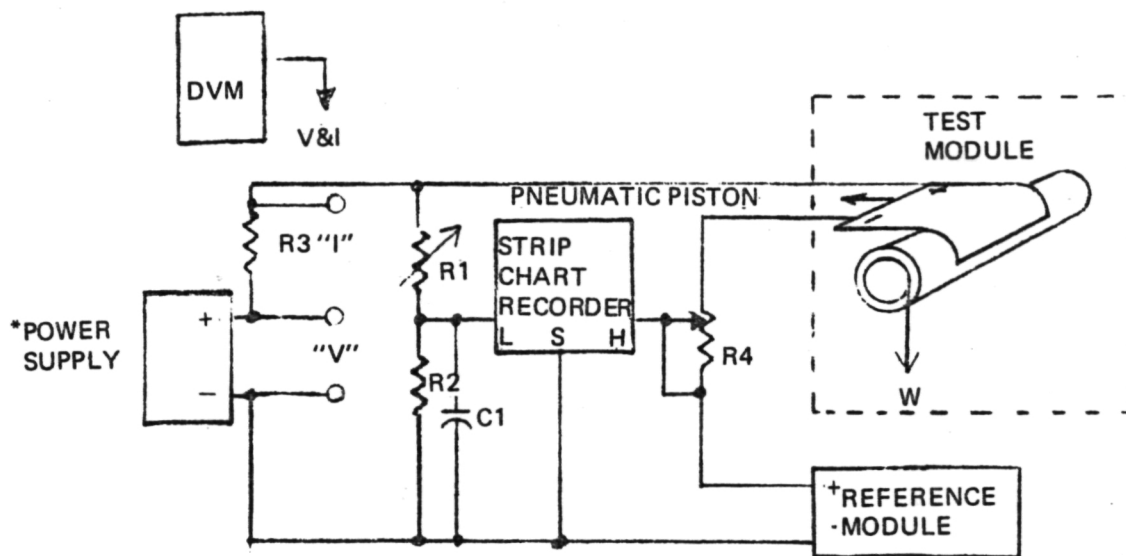 DVM
V&I
TEST
MODULE
PNEUMATIC PISTON
R3 "I"
R1
STRIP
CHART
RECORDER
L S H
*POWER
SUPPLY
+
"V"
-
R2
C1
R4
W
+REFERENCE
-MODULE